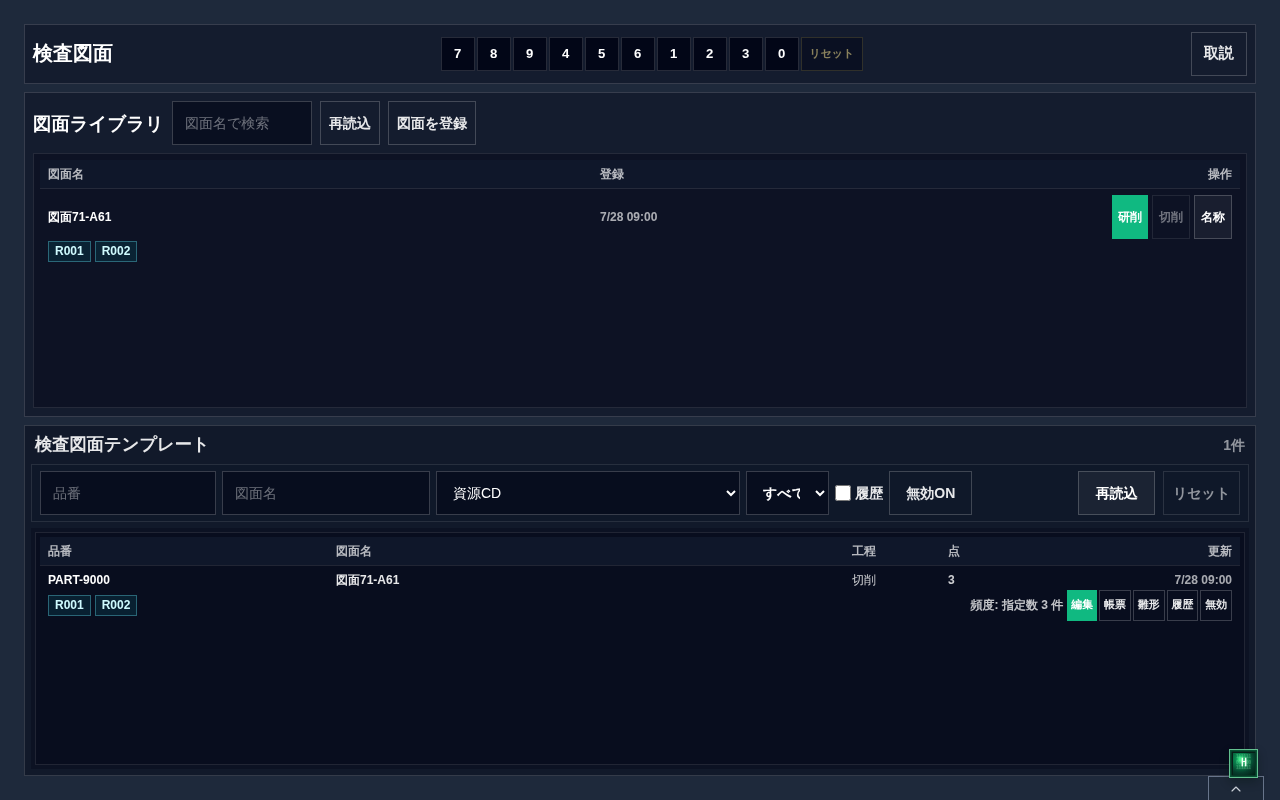 検査図面 7 8 9 4 5 6 1 2 3 0 リセット 取説
図面ライブラリ 図面名で検索 再読込 図面を登録
図面名 登録 操作
図面71-A61 7/28 09:00 研削 切削 名称
R001 R002
検査図面テンプレート 1件
品番 図面名 資源CD すべて 履歴 無効ON 再読込 リセット
品番 図面名 工程 点 更新
PART-9000 図面71-A61 切削 3 7/28 09:00
R001 R002 頻度: 指定数 3 件 編集 帳票 雛形 履歴 無効
H